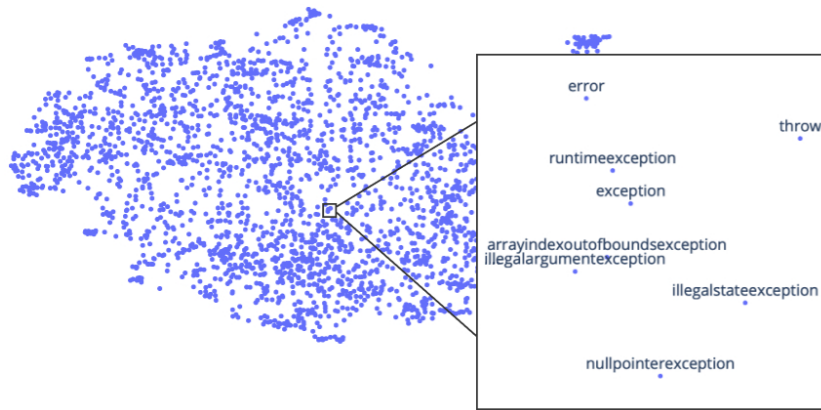 error
throw
runtimeexception
exception
arrayindexoutofboundsexception
illegalargumentexception
illegalstateexception
nullpointerexception